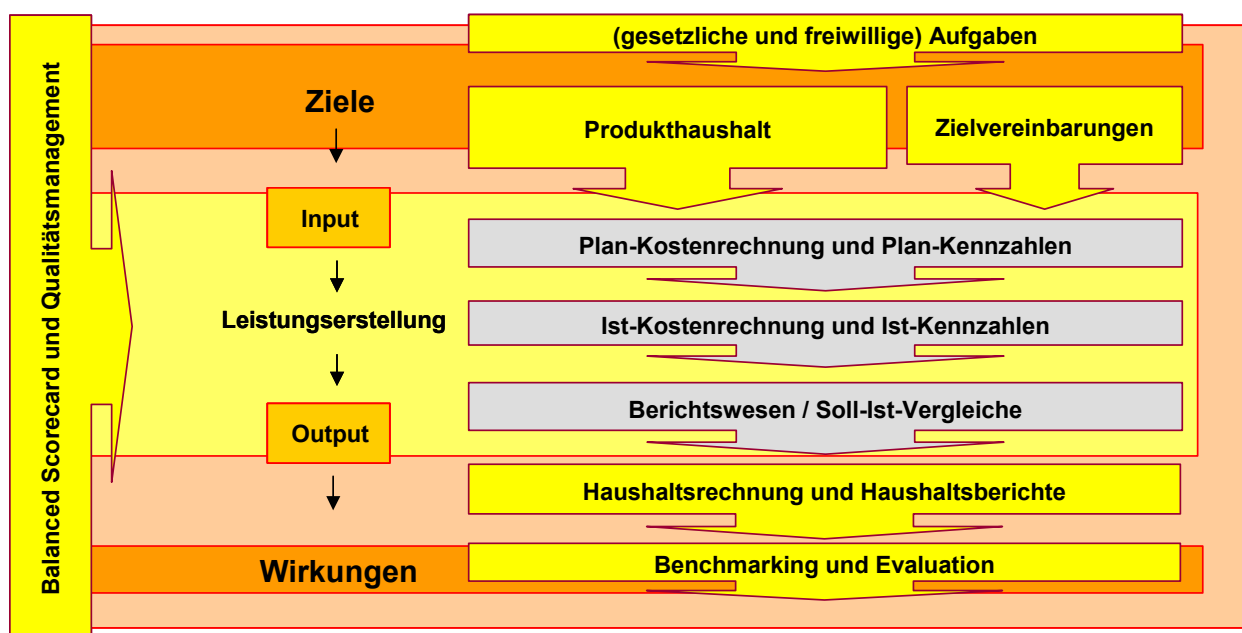 Balanced Scorecard und Qualitätsmanagement
(gesetzliche und freiwillige) Aufgaben
Ziele
Produkthaushalt
Zielvereinbarungen
Input
Plan-Kostenrechnung und Plan-Kennzahlen
Leistungserstellung
Ist-Kostenrechnung und Ist-Kennzahlen
Berichtswesen / Soll-Ist-Vergleiche
Output
Haushaltsrechnung und Haushaltsberichte
Wirkungen
Benchmarking und Evaluation